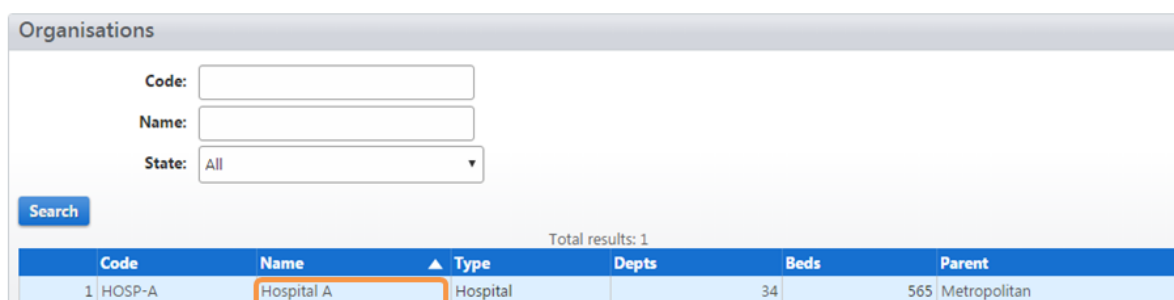 Organisations
Code:
Name:
State: All
Search
Total results: 1
Code Name Type Depts Beds Parent
1 HOSP-A Hospital A Hospital 34 565 Metropolitan